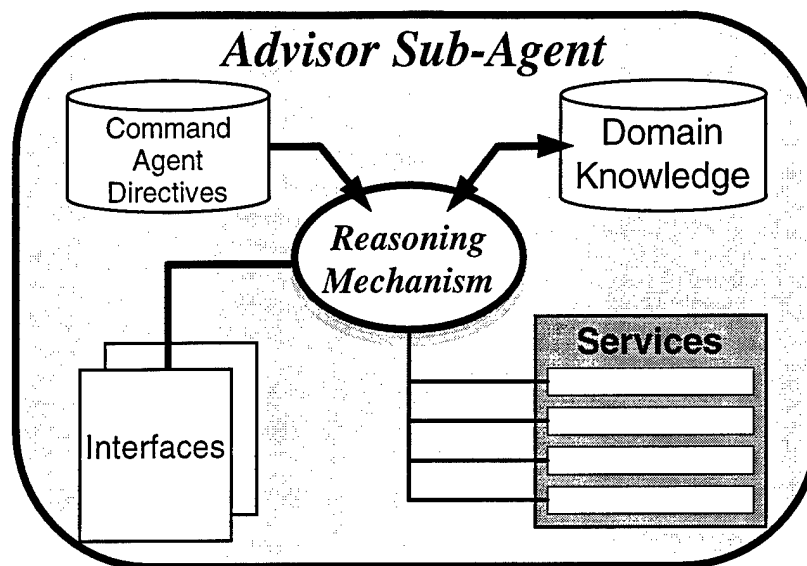 Advisor Sub-Agent
Command
Agent
Directives
Domain
Knowledge
Reasoning
Mechanism
Services
Interfaces